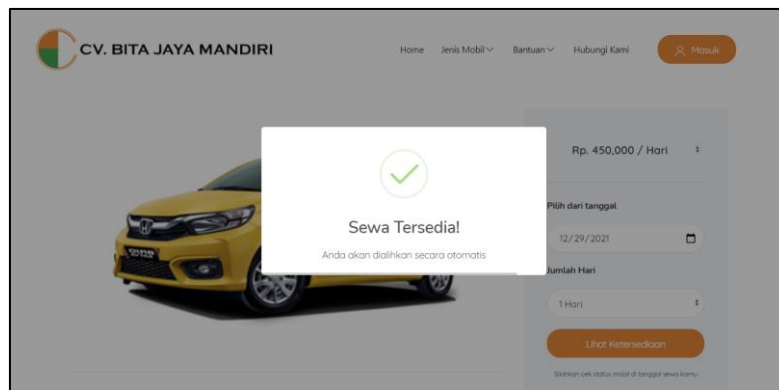 CV. BITA JAYA MANDIRI
Home Jenis Mobil Bantuan Hubungi Kami Masuk
Rp. 450,000 / Hari
Sewa Tersedia!
Anda akan dialihkan secara otomatis
Pilih dari tanggal
12/29/2021
Jumlah Hari
1 Hari
Lihat Ketersediaan
Silahkan cek status mobil di tanggal sewa kamu